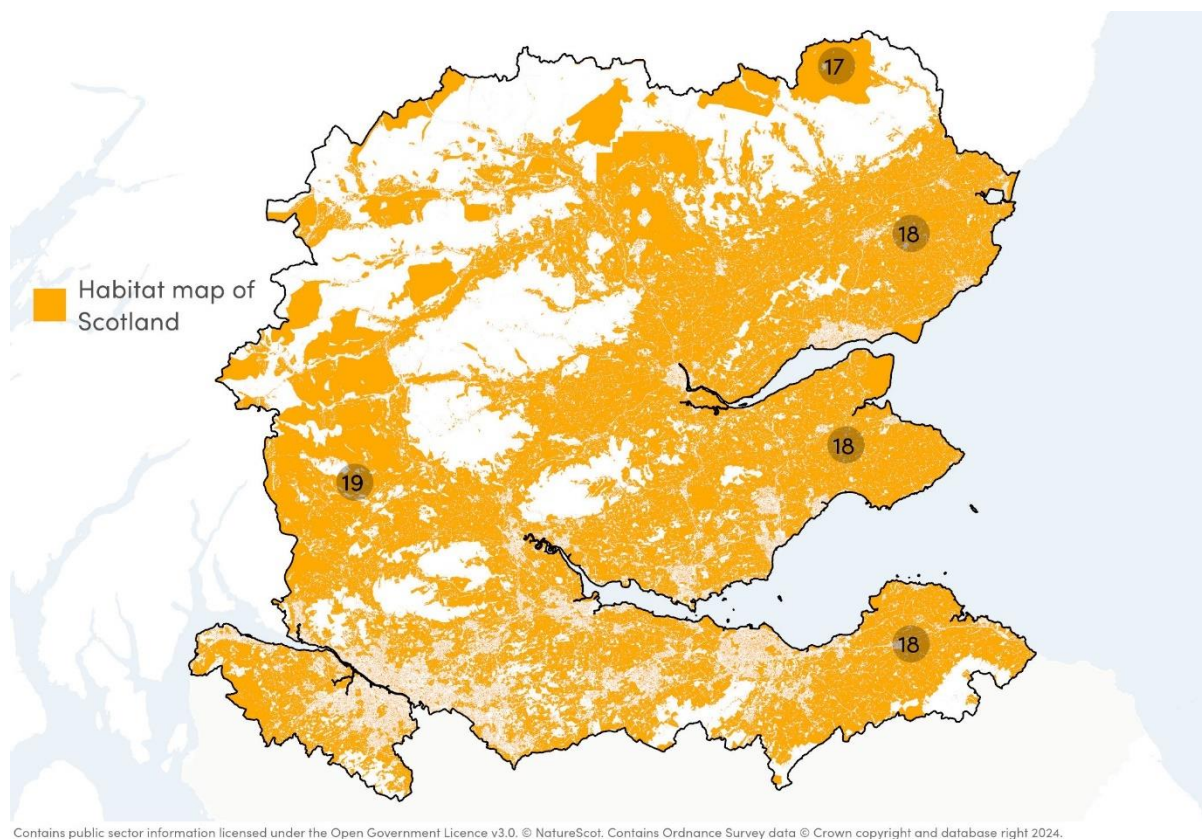 17
18
Habitat map of
Scotland
18
19
18
Contains public sector information licensed under the Open Government Licence v3.0. © NatureScot. Contains Ordnance Survey data © Crown copyright and database right 2024.